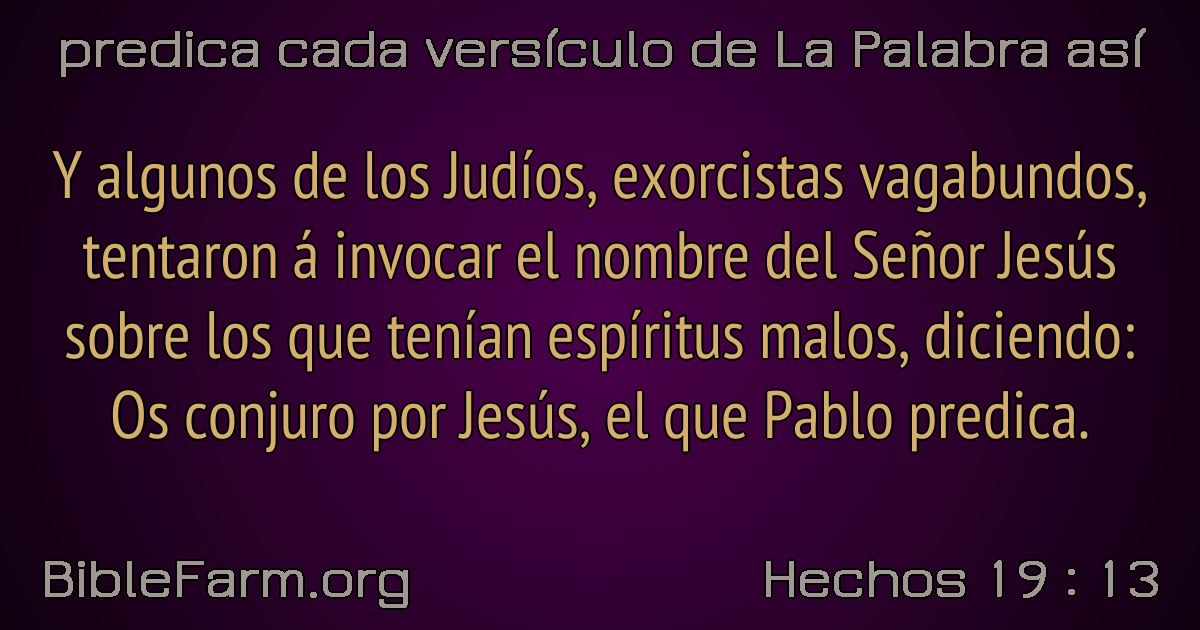 predica cada versículo de La Palabra así
Y algunos de los Judíos, exorcistas vagabundos,
tentaron á invocar el nombre del Señor Jesús
sobre los que tenían espíritus malos, diciendo:
Os conjuro por Jesús, el que Pablo predica.
BibleFarm.org
Hechos 19 : 13